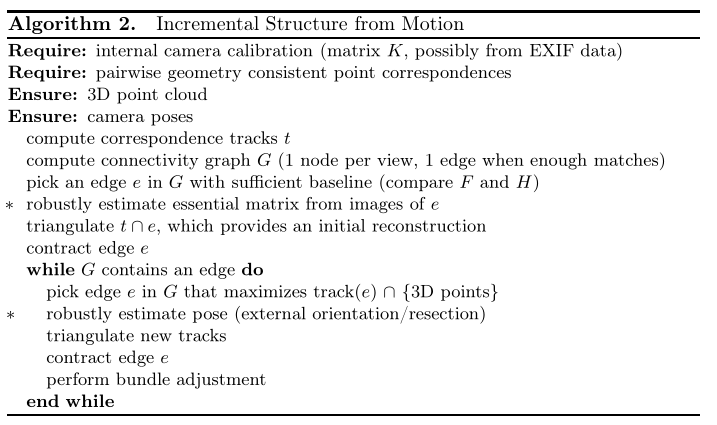 Algorithm 2. Incremental Structure from Motion
Require: internal camera calibration (matrix K, possibly from EXIF data)
Require: pairwise geometry consistent point correspondences
Ensure: 3D point cloud
Ensure: camera poses
compute correspondence tracks t
compute connectivity graph G (1 node per view, 1 edge when enough matches)
pick an edge e in G with sufficient baseline (compare F and H)
* robustly estimate essential matrix from images of e
triangulate t ∩ e, which provides an initial reconstruction
contract edge e
while G contains an edge do
pick edge e in G that maximizes track(e) ∩ {3D points}
* robustly estimate pose (external orientation/resection)
triangulate new tracks
contract edge e
perform bundle adjustment
end while